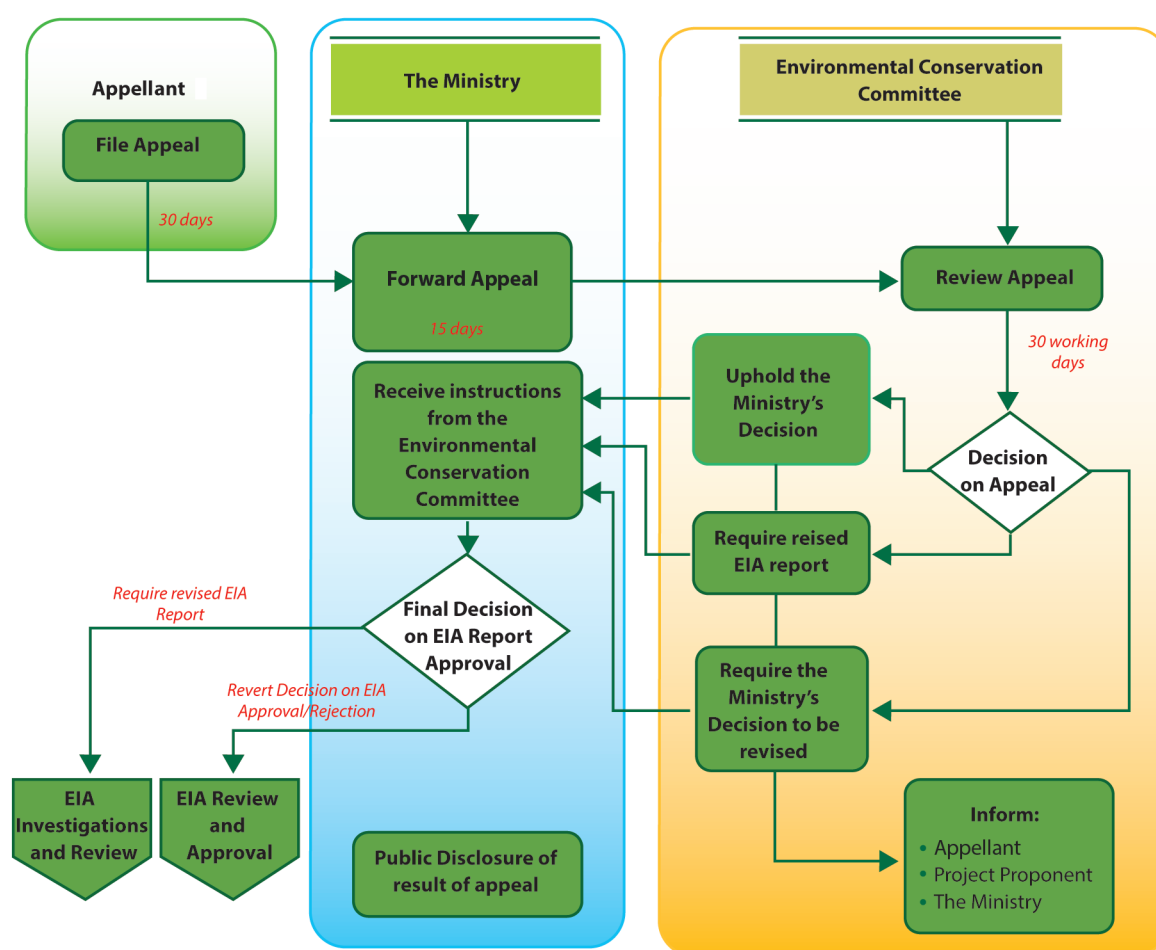 Appellant
File Appeal
30 days
The Ministry
Forward Appeal
15 days
Environmental Conservation
Committee
Review Appeal
30 working
days
Decision
on Appeal
Uphold the
Ministry's
Decision
Require reised
EIA report
Require the
Ministry's
Decision to be
revised
Receive instructions
from the
Environmental
Conservation
Committee
Final Decision
on EIA Report
Approval
Require revised EIA
Report
Revert Decision on EIA
Approval/Rejection
EIA
Investigations
and Review
EIA Review
and
Approval
Public Disclosure of
result of appeal
Inform:
• Appellant
• Project Proponent
• The Ministry